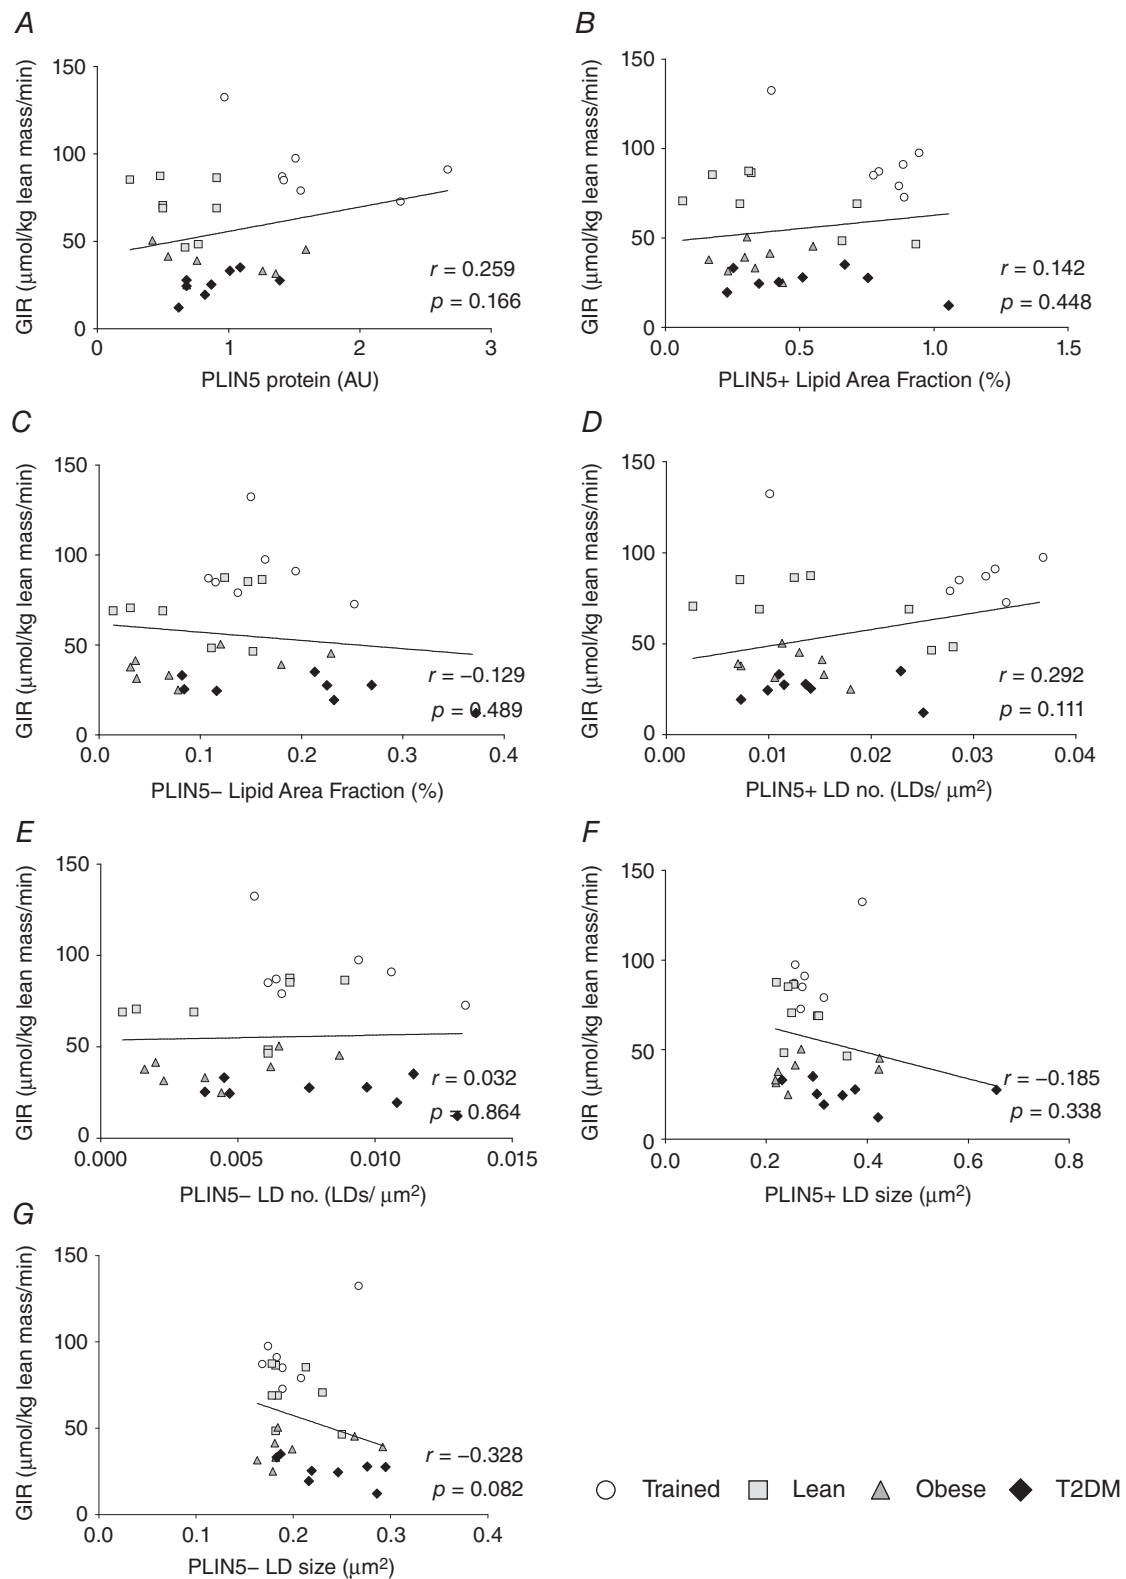 A
GIR (μmol/kg lean mass/min)
150
100
50
0
0 1 2 3
r = 0.259
p = 0.166
PLIN5 protein (AU)
B
GIR (μmol/kg lean mass/min)
150
100
50
0
0.0 0.5 1.0 1.5
r = 0.142
p = 0.448
PLIN5+ Lipid Area Fraction (%)
C
GIR (μmol/kg lean mass/min)
150
100
50
0
0.0 0.1 0.2 0.3 0.4
r = −0.129
p = 0.489
PLIN5− Lipid Area Fraction (%)
D
GIR (μmol/kg lean mass/min)
150
100
50
0
0.00 0.01 0.02 0.03 0.04
r = 0.292
p = 0.111
PLIN5+ LD no. (LDs/ μm²)
E
GIR (μmol/kg lean mass/min)
150
100
50
0
0.000 0.005 0.010 0.015
r = 0.032
p = 0.864
PLIN5− LD no. (LDs/ μm²)
F
GIR (μmol/kg lean mass/min)
150
100
50
0
0.0 0.2 0.4 0.6 0.8
r = −0.185
p = 0.338
PLIN5+ LD size (μm²)
G
GIR (μmol/kg lean mass/min)
150
100
50
0
0.0 0.1 0.2 0.3 0.4
r = −0.328
p = 0.082
PLIN5− LD size (μm²)
Trained Lean Obese T2DM